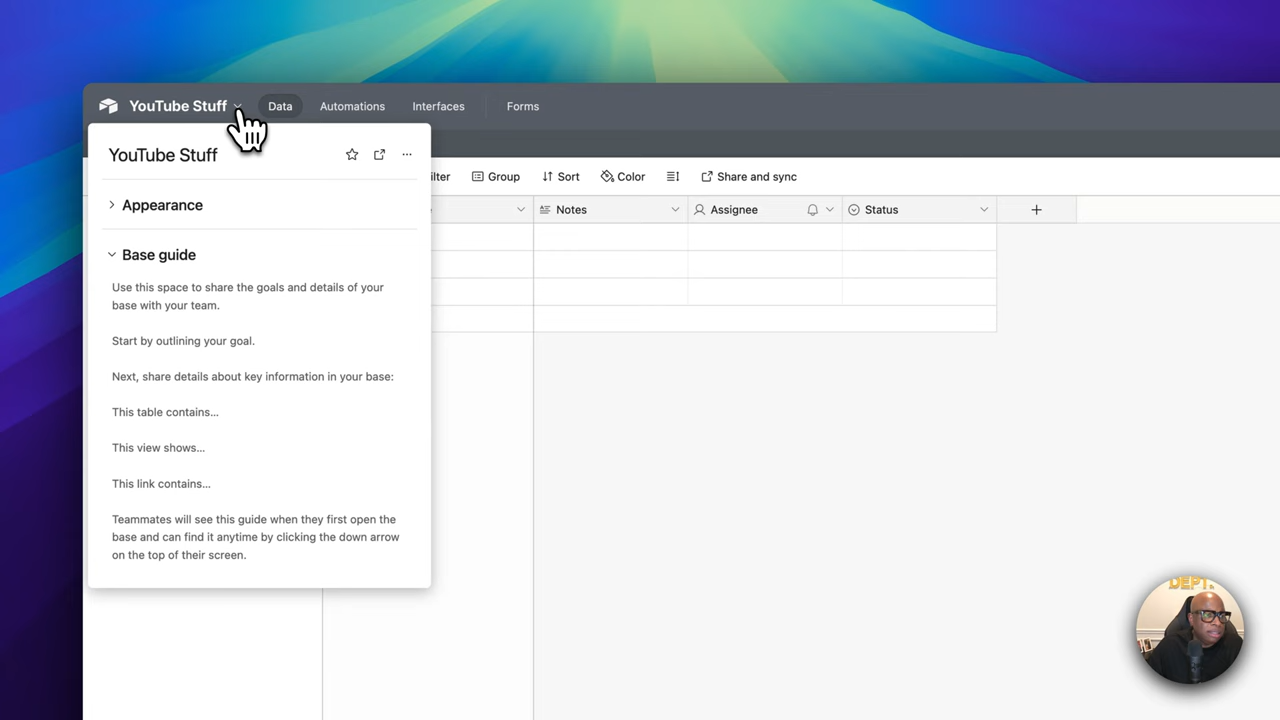 YouTube Stuff
Data
Automations
Interfaces
Forms
YouTube Stuff
Appearance
Base guide
Use this space to share the goals and details of your
base with your team.
Start by outlining your goal.
Next, share details about key information in your base:
This table contains...
This view shows...
This link contains...
Teammates will see this guide when they first open the
base and can find it anytime by clicking the down arrow
on the top of their screen.
ilter
Group
Sort
Color
Share and sync
Notes
Assignee
Status
DEPT.